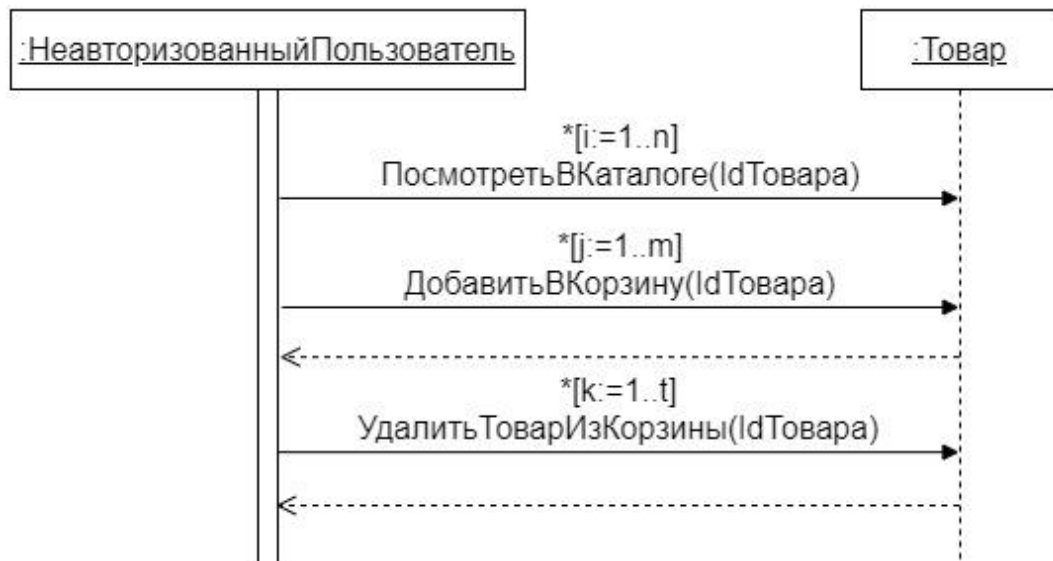 :НеавторизованныйПользователь
:Товар
*[i:=1..n]
ПосмотретьВКаталоге(IdТовара)
*[j:=1..m]
ДобавитьВКорзину(IdТовара)
*[k:=1..t]
УдалитьТоварИзКорзины(IdТовара)